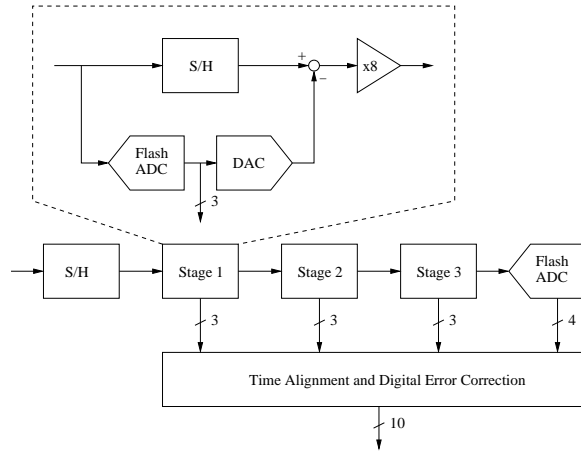 S/H
+
−
x8
Flash
ADC
DAC
3
S/H
Stage 1
Stage 2
Stage 3
Flash
ADC
3
3
3
4
Time Alignment and Digital Error Correction
10